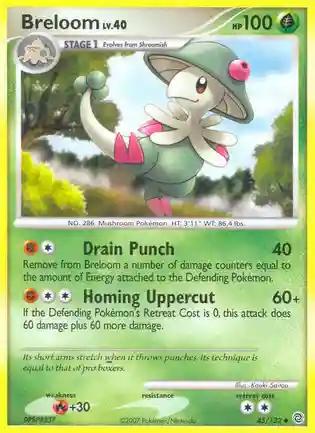 Breloom LV.40
HP 100
STAGE 1 Evolves from Shroomish
NO. 286 Mushroom Pokémon HT: 3'11" WT: 86.4 lbs.
Drain Punch 40
Remove from Breloom a number of damage counters equal
to the amount of Energy attached to the Defending Pokémon.
Homing Uppercut 60+
If the Defending Pokémon's Retreat Cost is 0, this attack does
60 damage plus 60 more damage.
Illus. Kouki Saitou
Its short arms stretch when it throws punches. Its technique is
equal to that of pro boxers.
weakness resistance retreat cost
+30
©2007 Pokémon/Nintendo
45/132